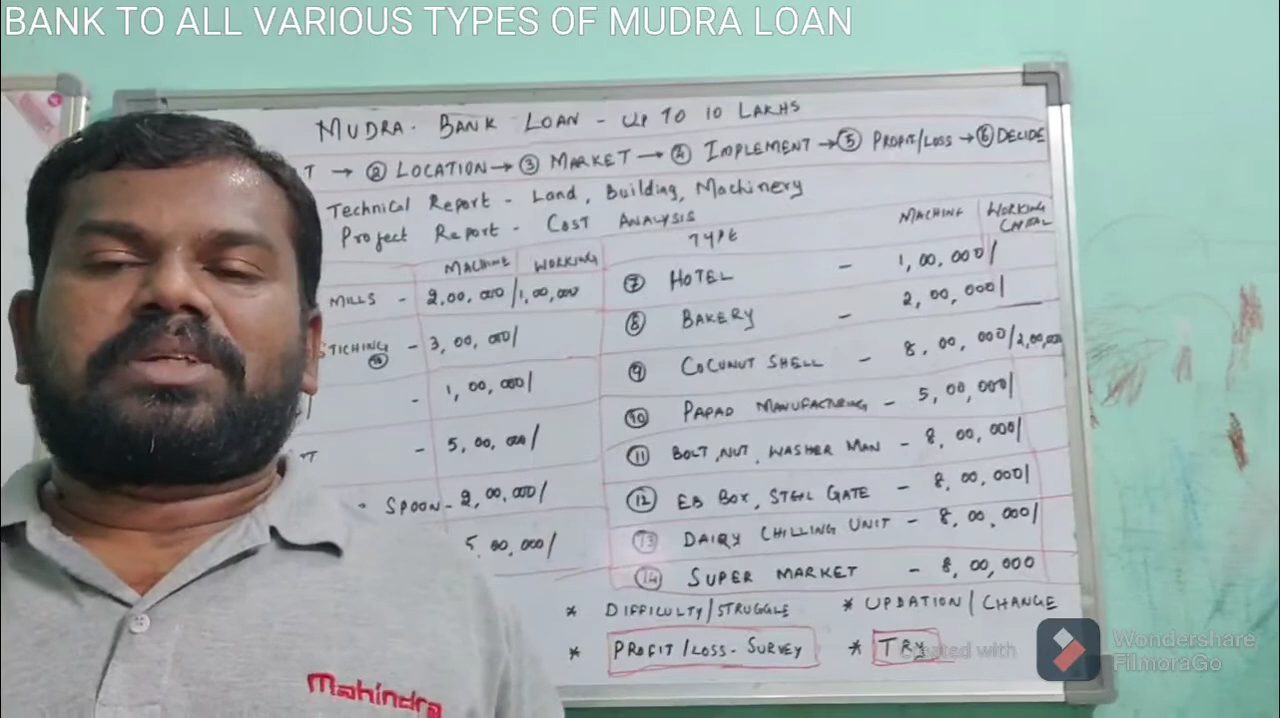 BANK TO ALL VARIOUS TYPES OF MUDRA LOAN
MUDRA. BANK LOAN - UP TO 10 LAKHS
T → ② LOCATION → ③ MARKET → ④ IMPLEMENT → ⑤ PROFIT/LOSS → ⑥ DECIDE
Technical Report - Land, Building, Machinery
Project Report - COST ANALYSIS
MACHINE WORKING
MILLS - 2,00,000/1,00,000
STICHING - 3,00,000/
- 1,00,000/
T - 5,00,000/
SPOON - 2,00,000/
5,00,000/
TYPE MACHINE WORKING
⑦ HOTEL - 1,00,000/
⑧ BAKERY - 2,00,000/
⑨ COCUNUT SHELL - 8,00,000/2,00,000
⑩ PAPAD MANUFACTURING - 5,00,000/
⑪ BOLT, NUT, WASHER MAN - 8,00,000/
⑫ EB BOX, STEEL GATE - 8,00,000/
⑬ DAIRY CHILLING UNIT - 8,00,000/
⑭ SUPER MARKET - 8,00,000
* DIFFICULTY/STRUGGLE * UPDATION/CHANGE
* PROFIT/LOSS - SURVEY * TRY
mahindra
Created with
Wondershare
FilmoraGo